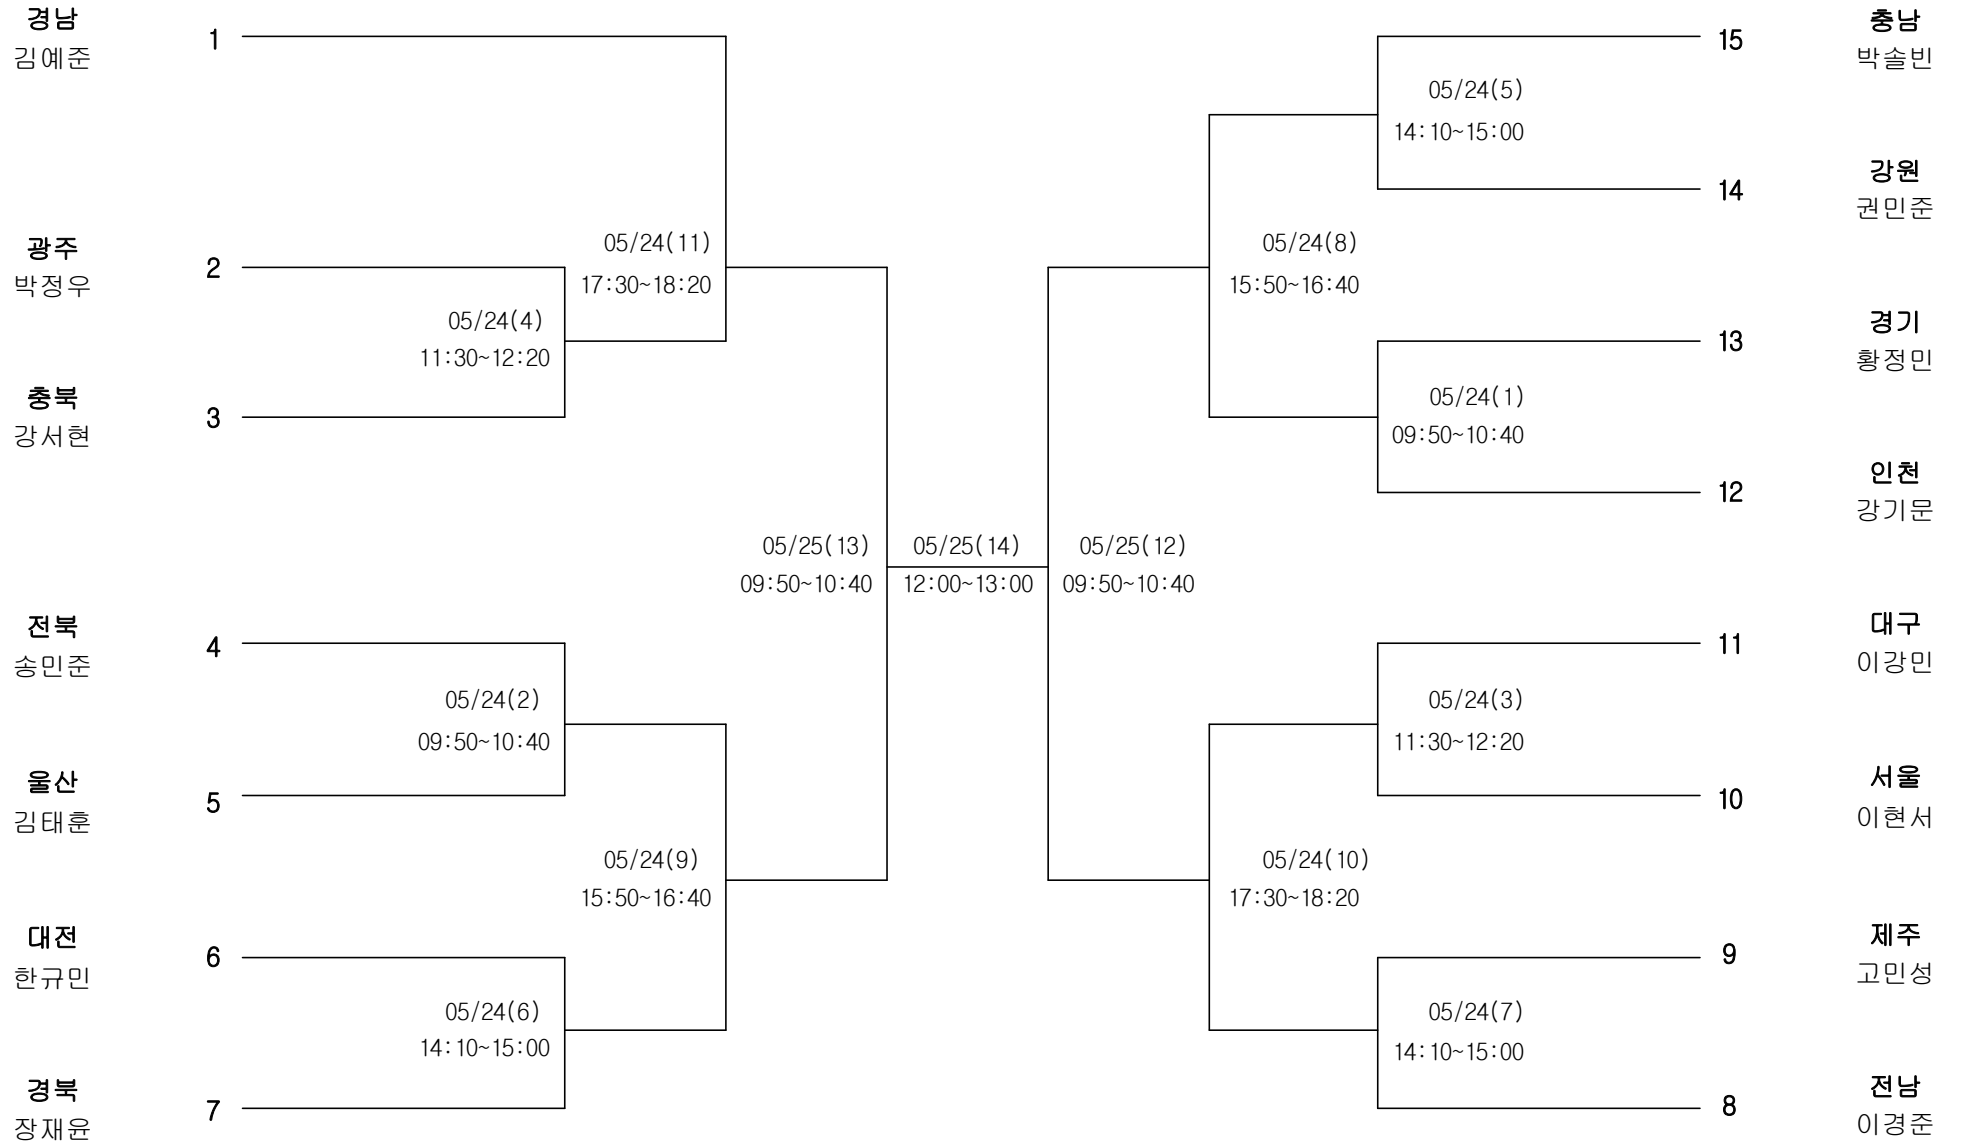 경남
김예준
1
광주
박정우
2
충북
강서현
3
05/24(4)
11:30~12:20
05/24(11)
17:30~18:20
전북
송민준
4
울산
김태훈
5
05/24(2)
09:50~10:40
대전
한규민
6
경북
장재윤
7
05/24(6)
14:10~15:00
05/24(9)
15:50~16:40
05/25(13)
09:50~10:40
05/25(14)
12:00~13:00
05/25(12)
09:50~10:40
충남
박솔빈
15
05/24(5)
14:10~15:00
강원
권민준
14
05/24(8)
15:50~16:40
경기
황정민
13
05/24(1)
09:50~10:40
인천
강기문
12
대구
이강민
11
05/24(3)
11:30~12:20
서울
이현서
10
05/24(10)
17:30~18:20
제주
고민성
9
05/24(7)
14:10~15:00
전남
이경준
8